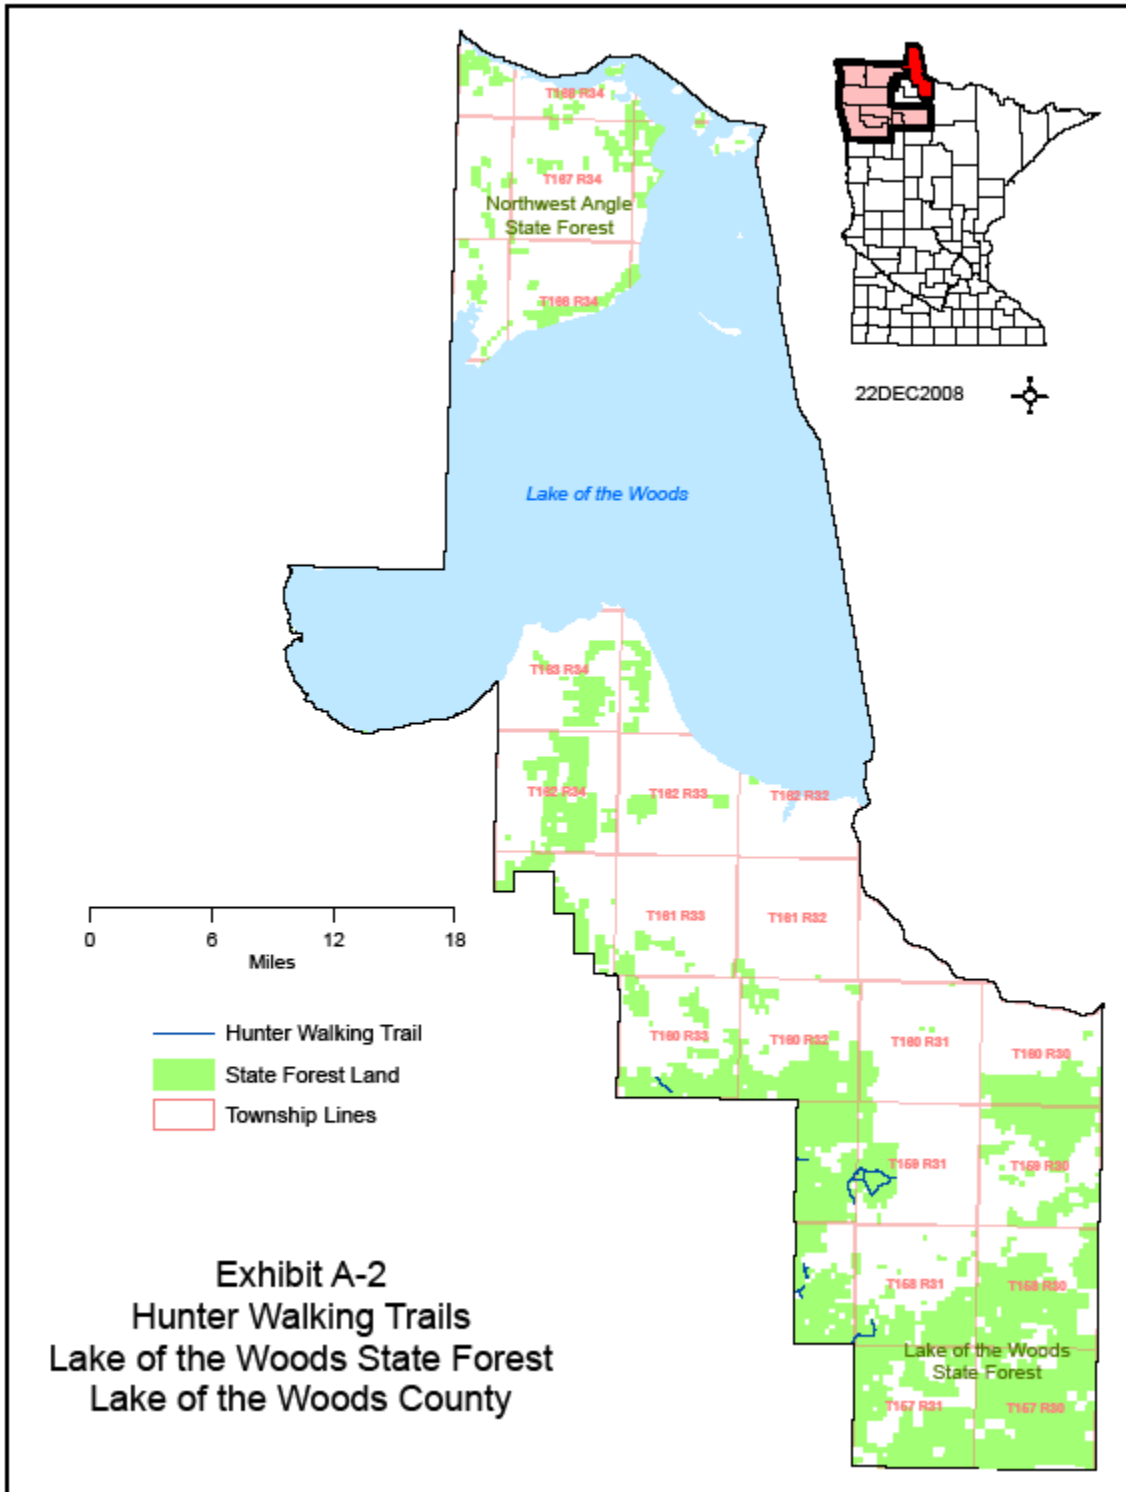 T168 R34
T167 R34
Northwest Angle
State Forest
T166 R34
22DEC2008
Lake of the Woods
T163 R34
T162 R34
T162 R33
T162 R32
T161 R33
T161 R32
0 6 12 18
Miles
T160 R33
T160 R32
T160 R31
T160 R30
Hunter Walking Trail
State Forest Land
Township Lines
T159 R31
T159 R30
T158 R31
T158 R30
Exhibit A-2
Hunter Walking Trails
Lake of the Woods State Forest
Lake of the Woods County
Lake of the Woods
State Forest
T157 R31
T157 R30